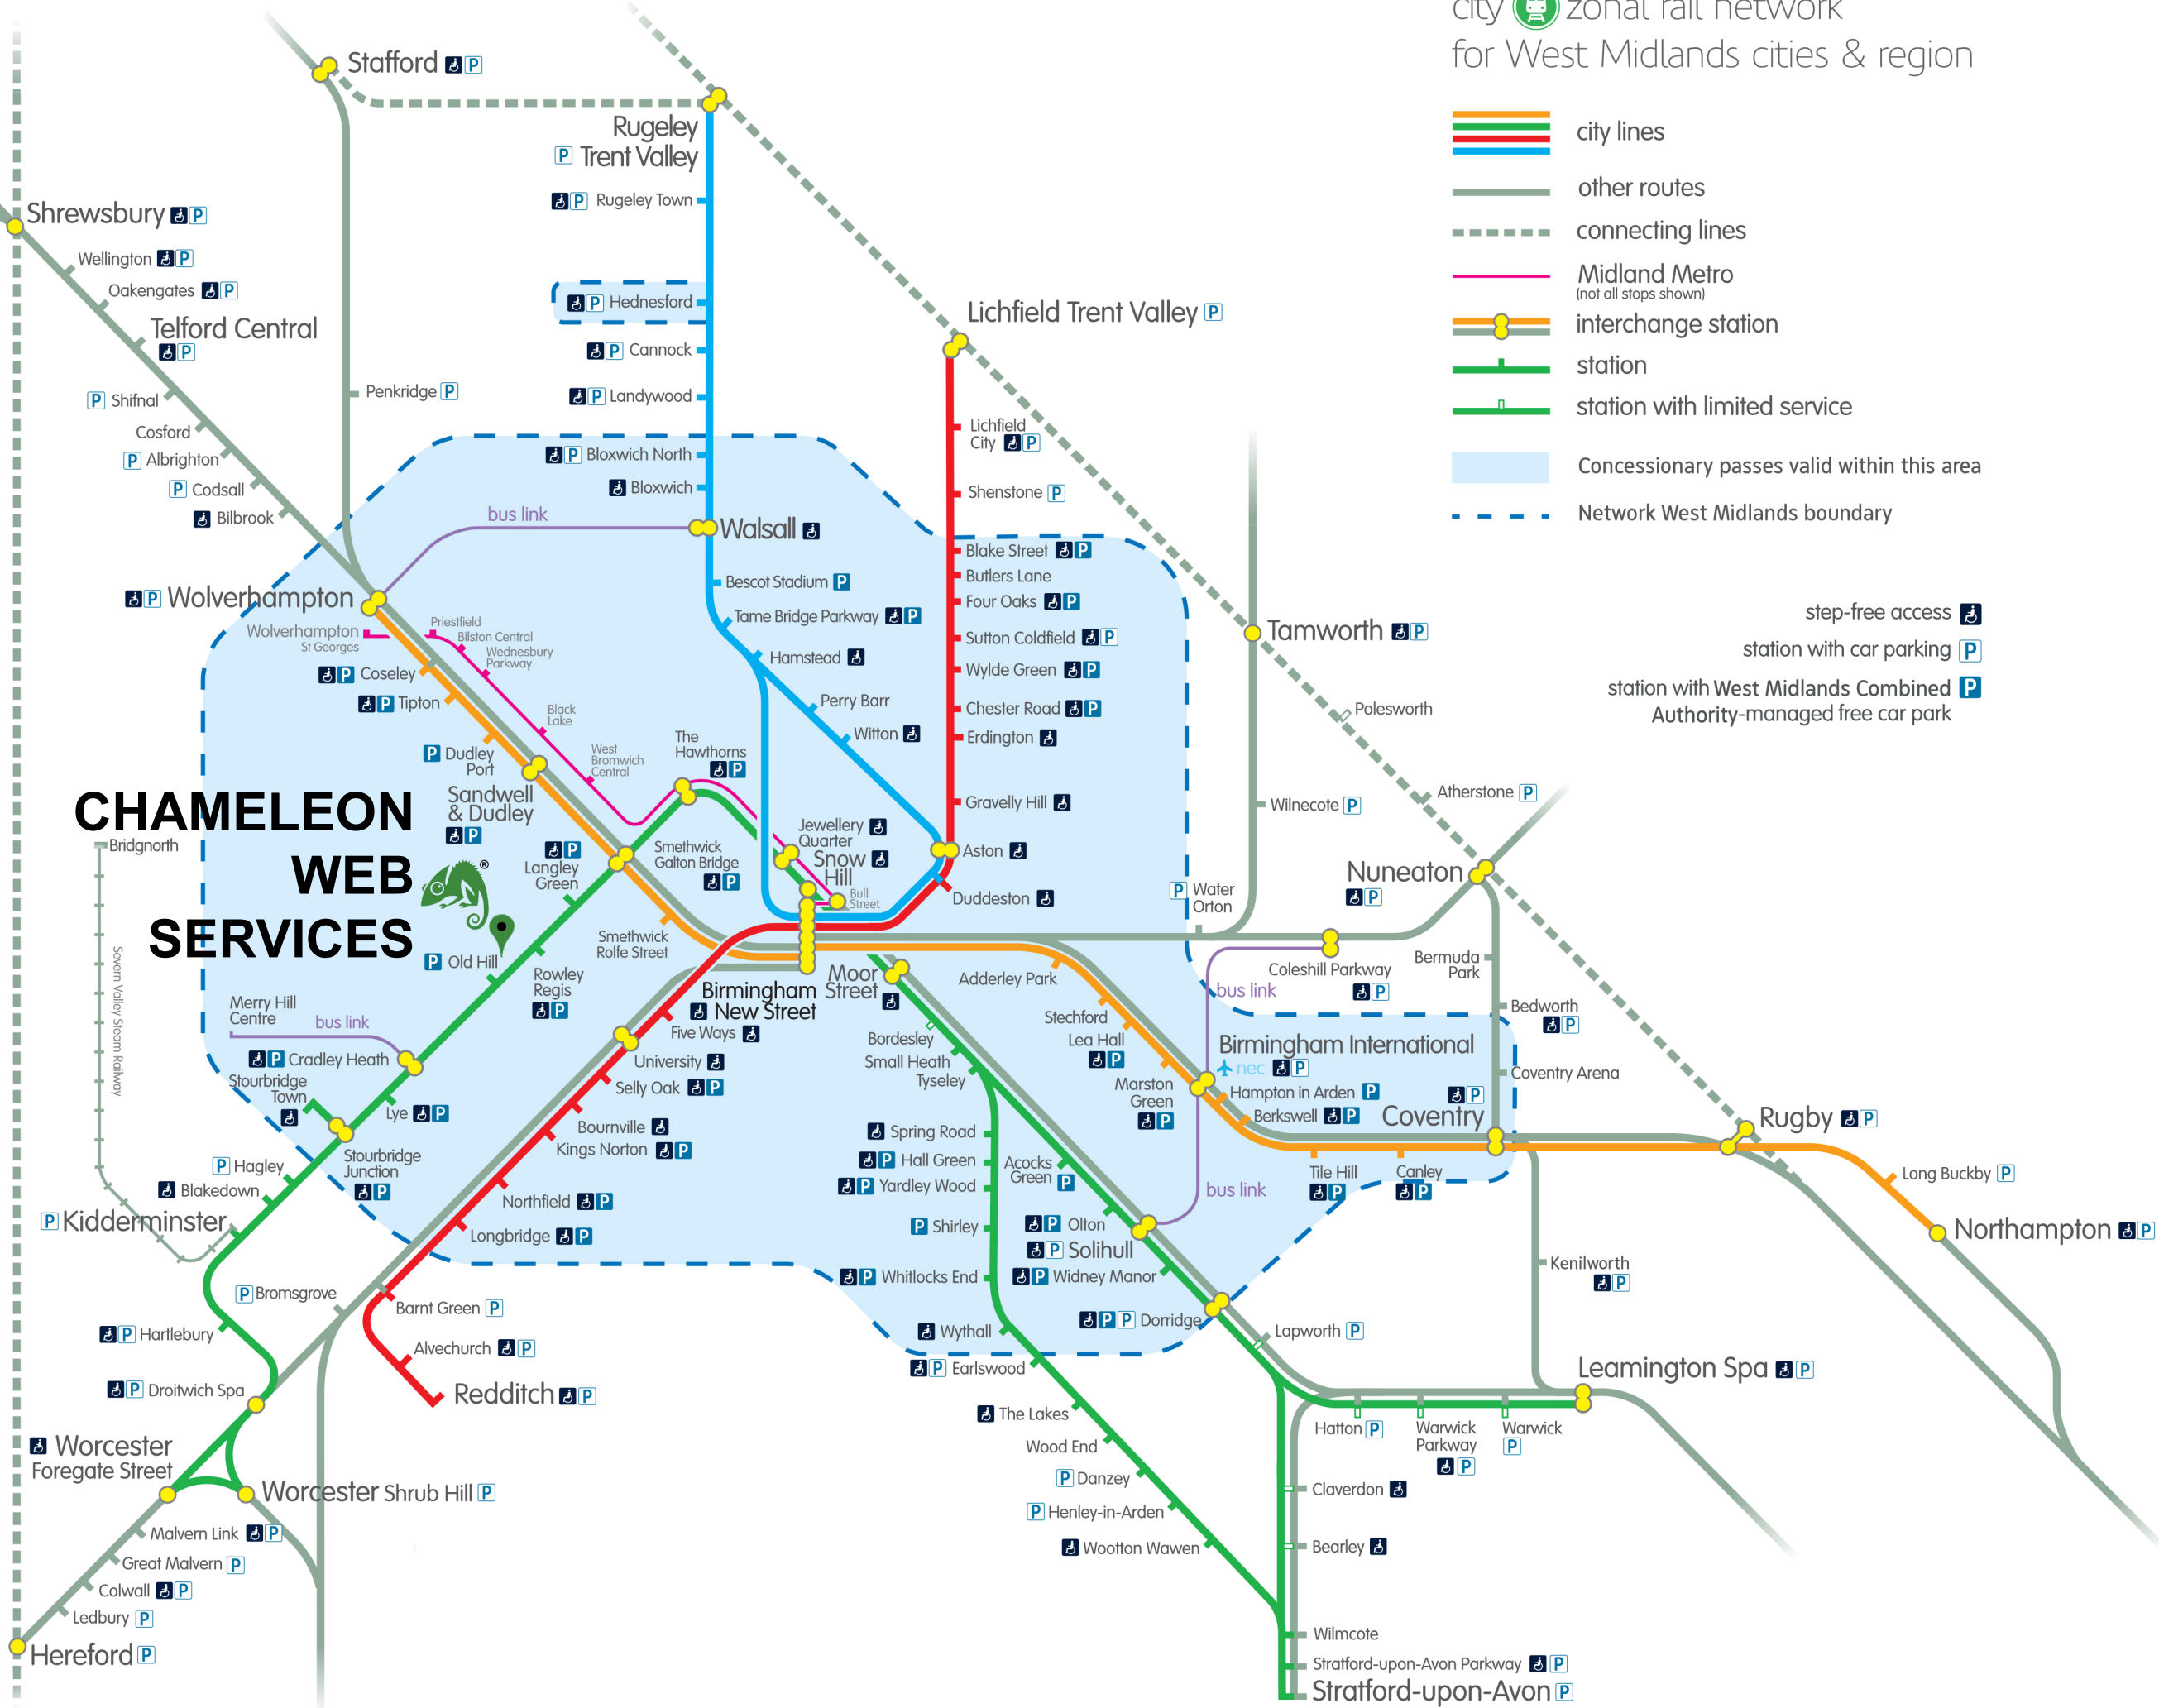 city zonal rail network
for West Midlands cities & region
city lines
other routes
connecting lines
Midland Metro
(not all stops shown)
interchange station
station
station with limited service
Concessionary passes valid within this area
Network West Midlands boundary
step-free access
station with car parking P
station with West Midlands Combined P
Authority-managed free car park
Stafford P
Rugeley
P Trent Valley
P Rugeley Town
P Hednesford
P Cannock
P Landywood
P Bloxwich North
Bloxwich
Walsall
bus link
Bescot Stadium P
Tame Bridge Parkway P
Hamstead
Perry Barr
Witton
Shrewsbury P
Wellington P
Oakengates P
Telford Central
P
P Shifnal
Cosford
P Albrighton
P Codsall
Bilbrook
Penkridge P
P Wolverhampton
Wolverhampton
St Georges
Priestfield
Bilston Central
Wednesbury
Parkway
Black
Lake
West
Bromwich
Central
P Coseley
P Tipton
P Dudley
Port
Sandwell
& Dudley
P
The
Hawthorns
P
Jewellery
Quarter
Snow
Hill
Bull
Street
Smethwick
Galton Bridge
P
P
Langley
Green
Smethwick
Rolfe Street
CHAMELEON
WEB
SERVICES
®
Bridgnorth
Severn Valley Steam Railway
P Old Hill
Rowley
Regis
P
Merry Hill
Centre
bus link
P Cradley Heath
Stourbridge
Town
Lye P
Stourbridge
Junction
P
P Hagley
Blakedown
P Kidderminster
P Hartlebury
P Droitwich Spa
Worcester
Foregate Street
Worcester Shrub Hill P
Malvern Link P
Great Malvern P
Colwall P
Ledbury P
Hereford P
P Bromsgrove
Lichfield Trent Valley P
Lichfield
City P
Shenstone P
Blake Street P
Butlers Lane
Four Oaks P
Sutton Coldfield P
Wylde Green P
Chester Road P
Erdington
Gravelly Hill
Aston
Duddeston
Birmingham
New Street
Five Ways
University
Selly Oak P
Bournville
Kings Norton P
Northfield P
Longbridge P
Barnt Green P
Alvechurch P
Redditch P
Moor
Street
Bordesley
Small Heath
Tyseley
Spring Road
P Hall Green
P Yardley Wood
P Shirley
P Whitlocks End
Wythall
P Earlswood
The Lakes
Wood End
P Danzey
P Henley-in-Arden
Wootton Wawen
Acocks
Green P
P Olton
P Solihull
P Widney Manor
P P Dorridge
Lapworth P
Hatton P
Warwick
Parkway
P
Warwick
P
Leamington Spa P
Claverdon
Bearley
Wilmcote
Stratford-upon-Avon Parkway P
Stratford-upon-Avon P
Adderley Park
Stechford
Lea Hall
P
Marston
Green
P
Birmingham International
nec P
Hampton in Arden P
Berkswell P
bus link
bus link
Tile Hill
P
Canley
P
P
Coventry
Kenilworth
P
Coventry Arena
Bedworth
P
Bermuda
Park
Nuneaton
P
Coleshill Parkway
P
P Water
Orton
Wilnecote P
Tamworth P
Polesworth
Atherstone P
Rugby P
Long Buckby P
Northampton P